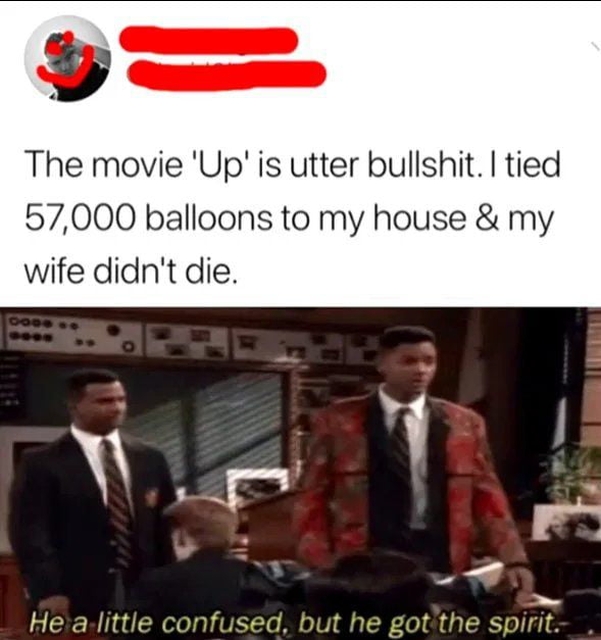 The movie 'Up' is utter bullshit. I tied
57,000 balloons to my house & my
wife didn't die.
He a little confused, but he got the spirit.